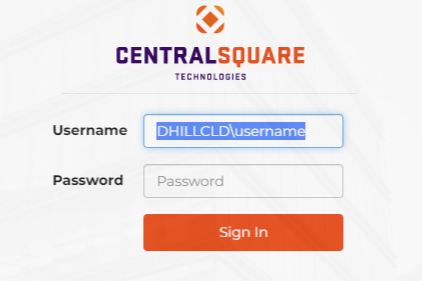 CENTRALSQUARE
TECHNOLOGIES
Username DHILLCLD\username
Password Password
Sign In